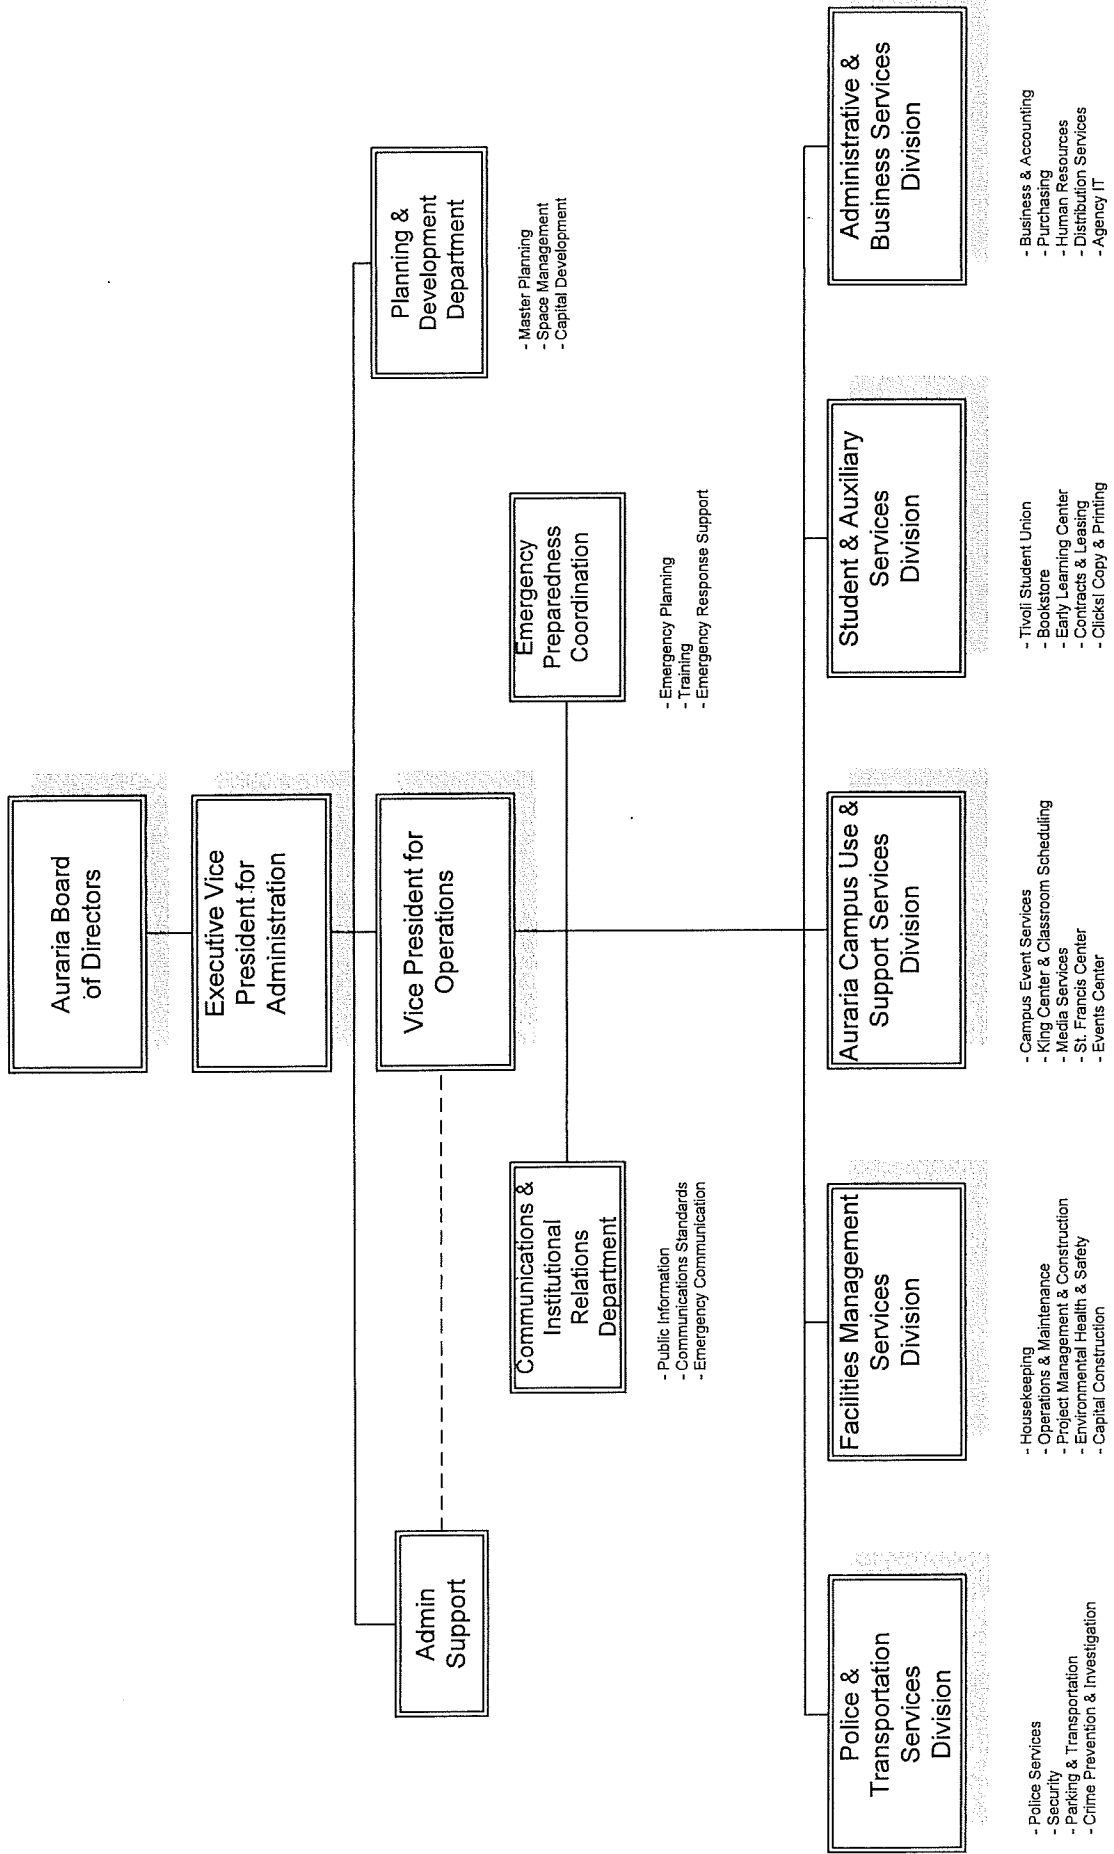 Auraria Board
of Directors
Executive Vice
President for
Administration
Vice President for
Operations
Admin
Support
Planning &
Development
Department
- Master Planning
- Space Management
- Capital Development
Communications &
Institutional
Relations
Department
- Public Information
- Communications Standards
- Emergency Communication
Emergency
Preparedness
Coordination
- Emergency Planning
- Training
- Emergency Response Support
Police &
Transportation
Services
Division
- Police Services
- Security
- Parking & Transportation
- Crime Prevention & Investigation
Facilities Management
Services
Division
- Housekeeping
- Operations & Maintenance
- Project Management & Construction
- Environmental Health & Safety
- Capital Construction
Auraria Campus Use &
Support Services
Division
- Campus Event Services
- King Center & Classroom Scheduling
- Media Services
- St. Francis Center
- Events Center
Student & Auxiliary
Services
Division
- Tivoli Student Union
- Bookstore
- Early Learning Center
- Contracts & Leasing
- Clicks! Copy & Printing
Administrative &
Business Services
Division
- Business & Accounting
- Purchasing
- Human Resources
- Distribution Services
- Agency IT